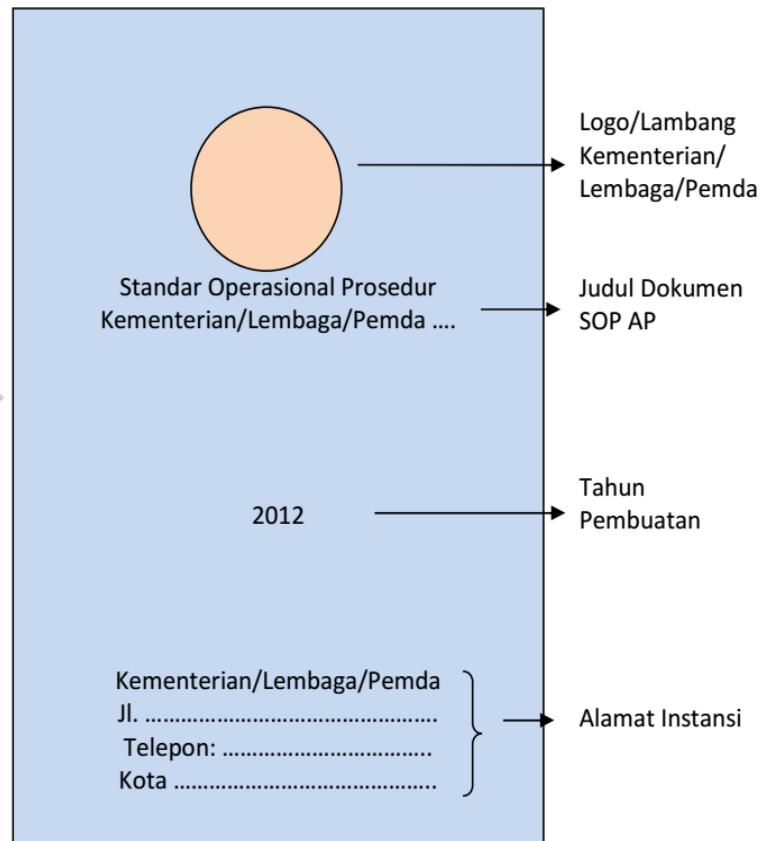 Logo/Lambang
Kementerian/
Lembaga/Pemda
Standar Operasional Prosedur
Kementerian/Lembaga/Pemda ....
Judul Dokumen
SOP AP
2012
Tahun
Pembuatan
Kementerian/Lembaga/Pemda
Jl. ………………………………………….
Telepon: ……………………………..
Kota ……………………………………..
Alamat Instansi